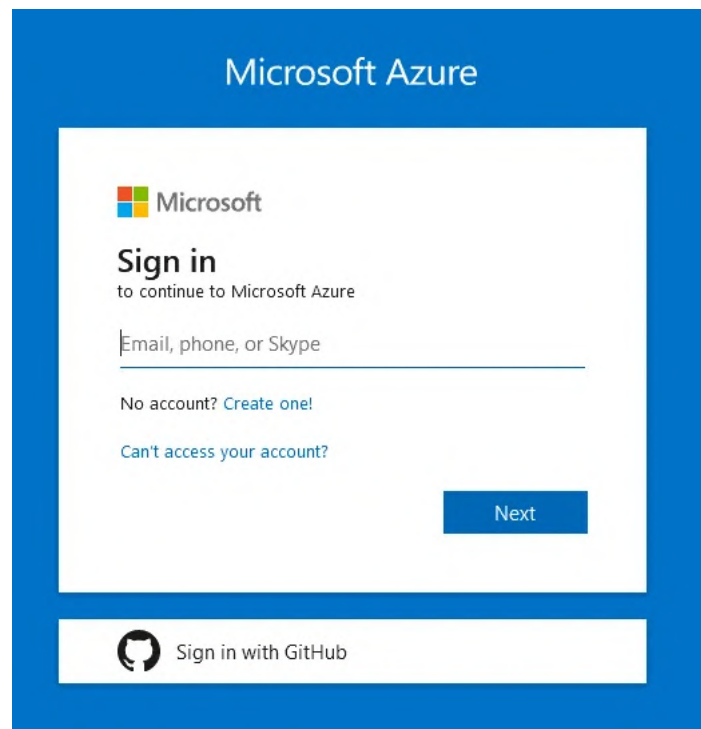 Microsoft Azure
Microsoft
Sign in
to continue to Microsoft Azure
Email, phone, or Skype
No account? Create one!
Can't access your account?
Next
Sign in with GitHub